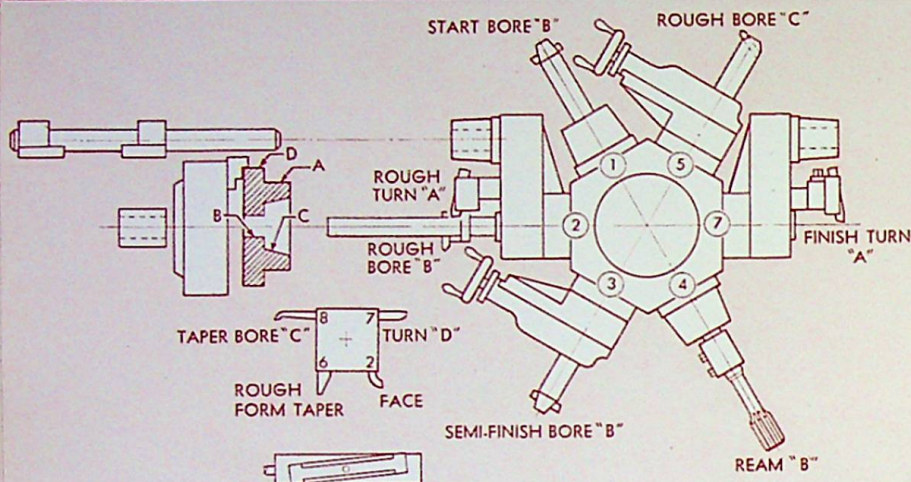 START BORE "B"
ROUGH BORE "C"
D
A
ROUGH
TURN "A"
1
5
B
C
2
7
ROUGH
BORE "B"
FINISH TURN
"A"
3
4
8
7
TAPER BORE "C"
TURN "D"
6
2
ROUGH
FORM TAPER
FACE
SEMI-FINISH BORE "B"
REAM "B"